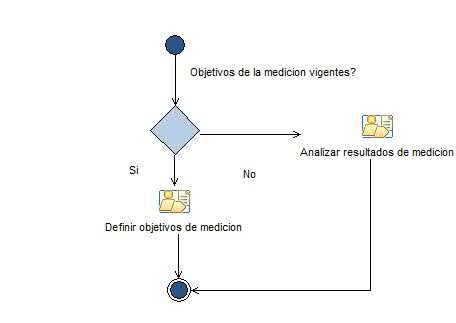 Objetivos de la medicion vigentes?
Analizar resultados de medicion
Si
No
Definir objetivos de medicion